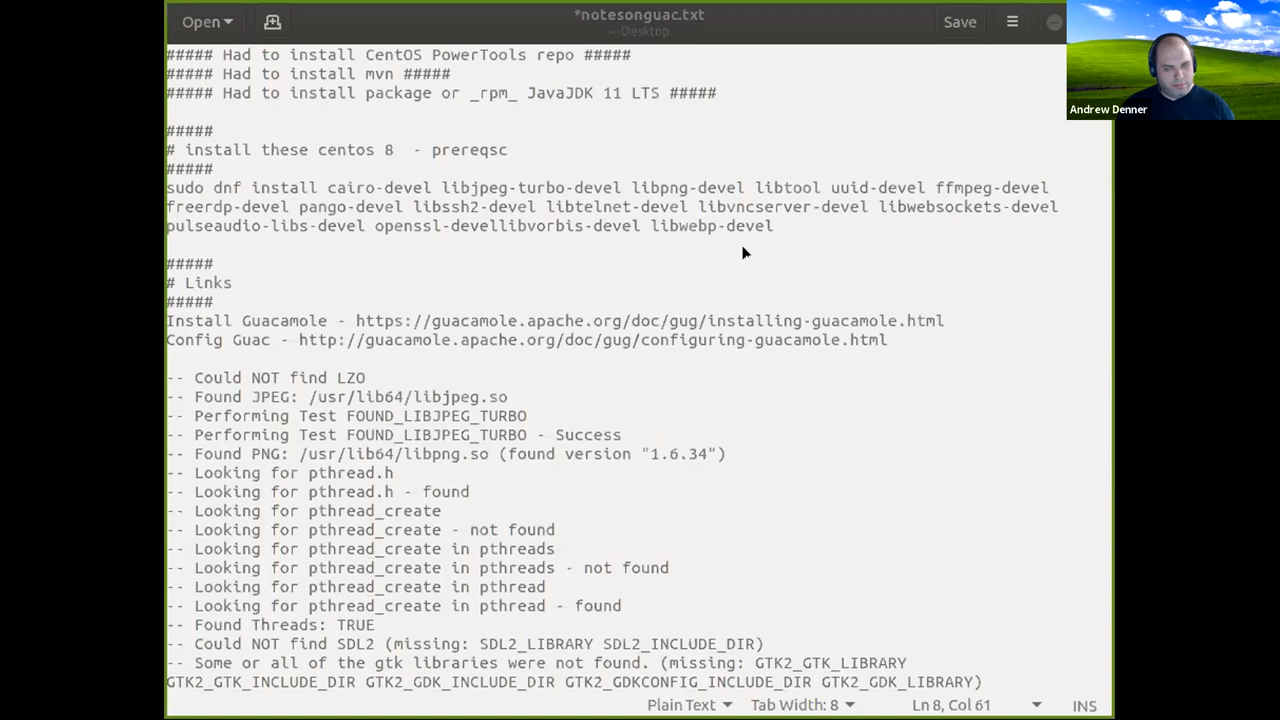 Open
*notesonguac.txt
~/Desktop
Save
Andrew Denner
##### Had to install CentOS PowerTools repo #####
##### Had to install mvn #####
##### Had to install package or _rpm_ JavaJDK 11 LTS #####
#####
# install these centos 8  - prereqsc
#####
sudo dnf install cairo-devel libjpeg-turbo-devel libpng-devel libtool uuid-devel ffmpeg-devel
freerdp-devel pango-devel libssh2-devel libtelnet-devel libvncserver-devel libwebsockets-devel
pulseaudio-libs-devel openssl-devellibvorbis-devel libwebp-devel
#####
# Links
#####
Install Guacamole - https://guacamole.apache.org/doc/gug/installing-guacamole.html
Config Guac - http://guacamole.apache.org/doc/gug/configuring-guacamole.html
-- Could NOT find LZO
-- Found JPEG: /usr/lib64/libjpeg.so
-- Performing Test FOUND_LIBJPEG_TURBO
-- Performing Test FOUND_LIBJPEG_TURBO - Success
-- Found PNG: /usr/lib64/libpng.so (found version "1.6.34")
-- Looking for pthread.h
-- Looking for pthread.h - found
-- Looking for pthread_create
-- Looking for pthread_create - not found
-- Looking for pthread_create in pthreads
-- Looking for pthread_create in pthreads - not found
-- Looking for pthread_create in pthread
-- Looking for pthread_create in pthread - found
-- Found Threads: TRUE
-- Could NOT find SDL2 (missing: SDL2_LIBRARY SDL2_INCLUDE_DIR)
-- Some or all of the gtk libraries were not found. (missing: GTK2_GTK_LIBRARY
GTK2_GTK_INCLUDE_DIR GTK2_GDK_INCLUDE_DIR GTK2_GDKCONFIG_INCLUDE_DIR GTK2_GDK_LIBRARY)
Plain Text
Tab Width: 8
Ln 8, Col 61
INS